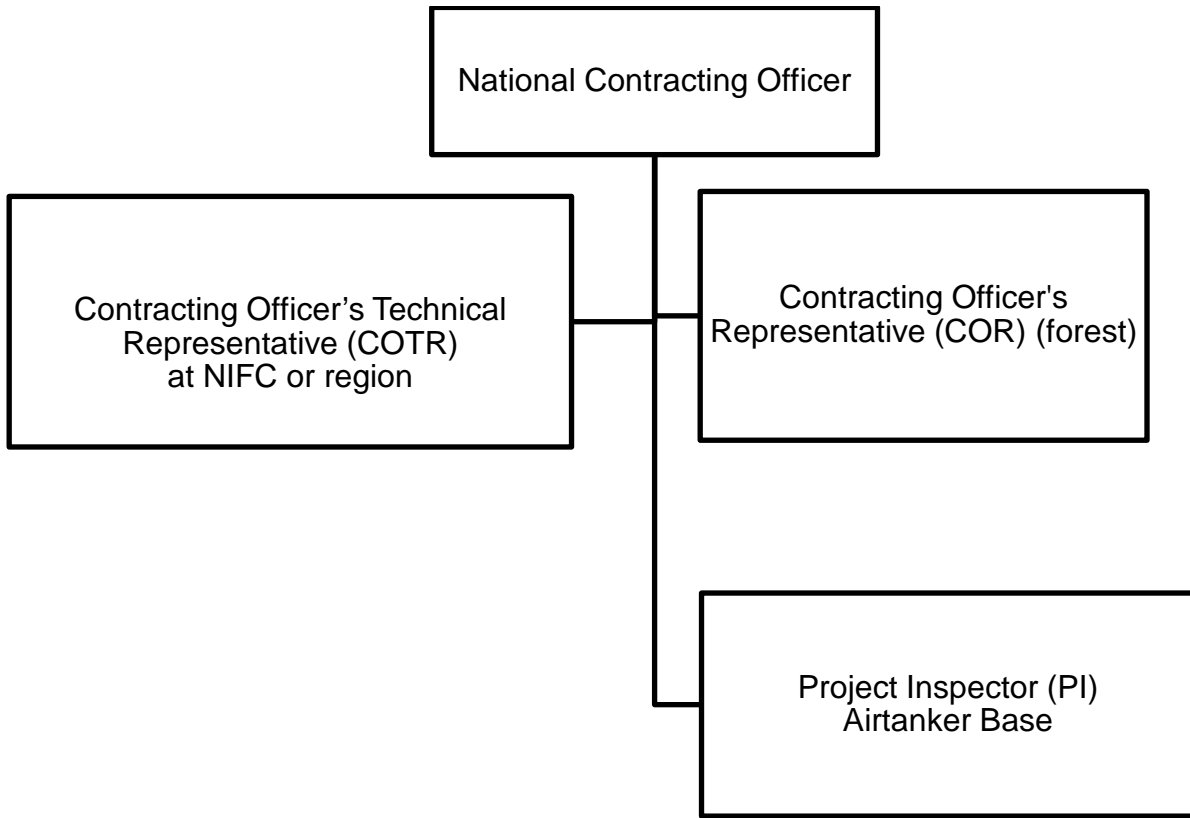 National Contracting Officer
Contracting Officer’s Technical
Representative (COTR)
at NIFC or region
Contracting Officer's
Representative (COR) (forest)
Project Inspector (PI)
Airtanker Base